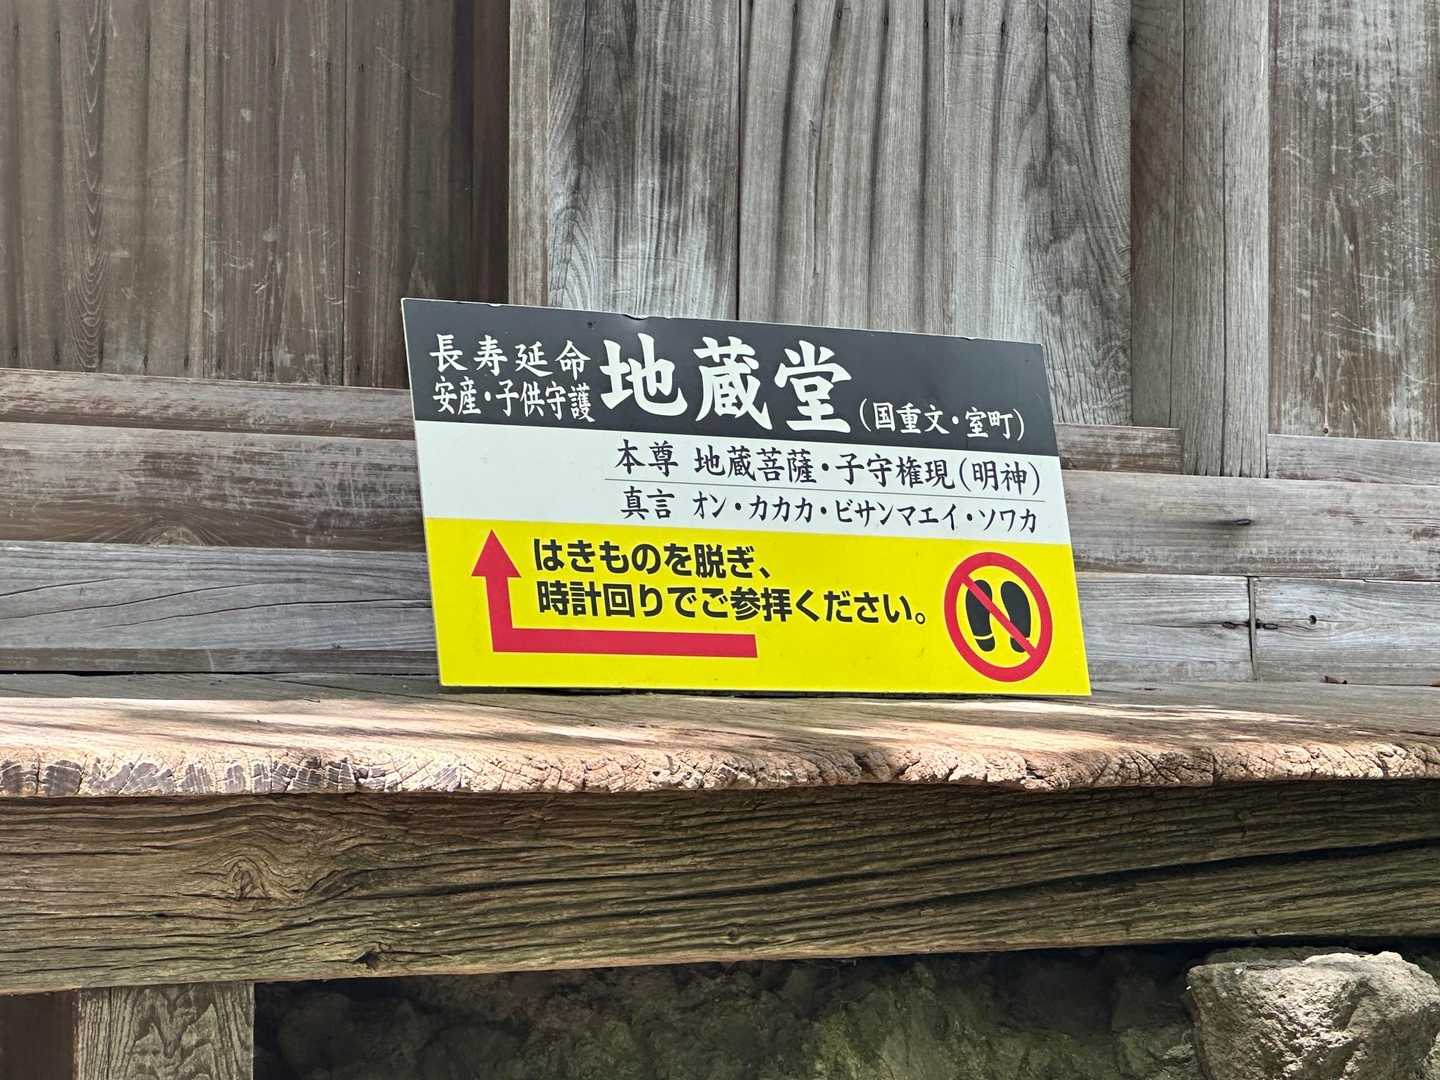 長寿延命
安産・子供守護
地蔵堂(国重文・室町)
本尊 地蔵菩薩・子守権現(明神)
真言 オン・カカカ・ビサンマエイ・ソワカ
はきものを脱ぎ、
時計回りでご参拝ください。